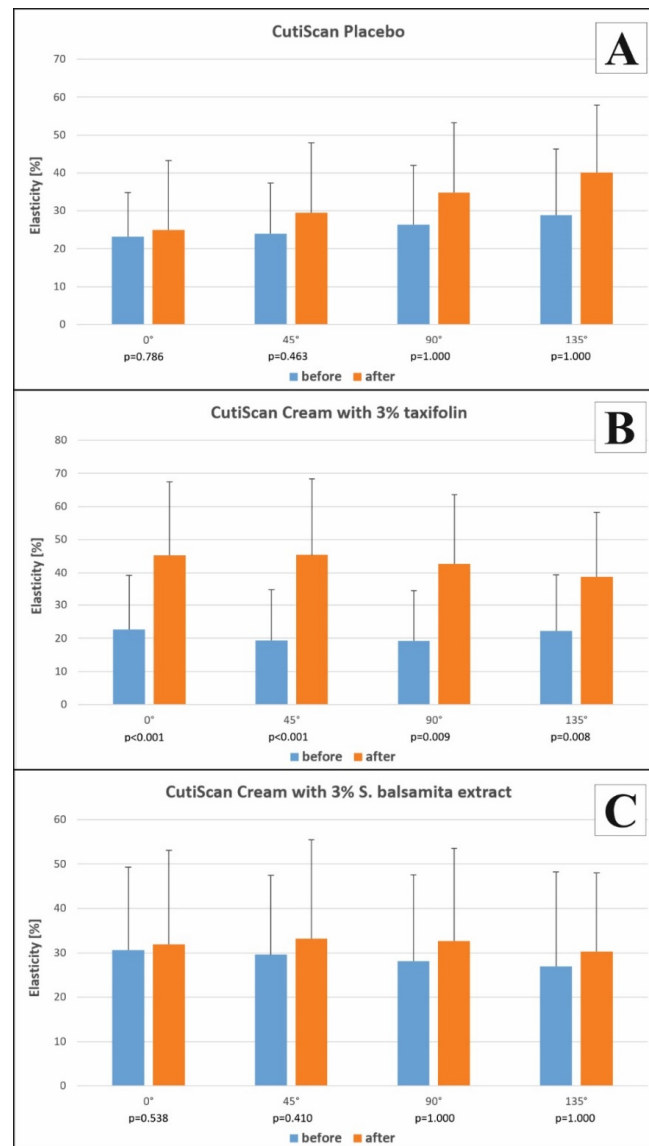 CutiScan Placebo
A
Elasticity [%]
70
60
50
40
30
20
10
0
0° 45° 90° 135°
p=0.786 p=0.463 p=1.000 p=1.000
before after
CutiScan Cream with 3% taxifolin
B
Elasticity [%]
80
70
60
50
40
30
20
10
0
0° 45° 90° 135°
p<0.001 p<0.001 p=0.009 p=0.008
before after
CutiScan Cream with 3% S. balsamita extract
C
Elasticity [%]
60
50
40
30
20
10
0
0° 45° 90° 135°
p=0.538 p=0.410 p=1.000 p=1.000
before after